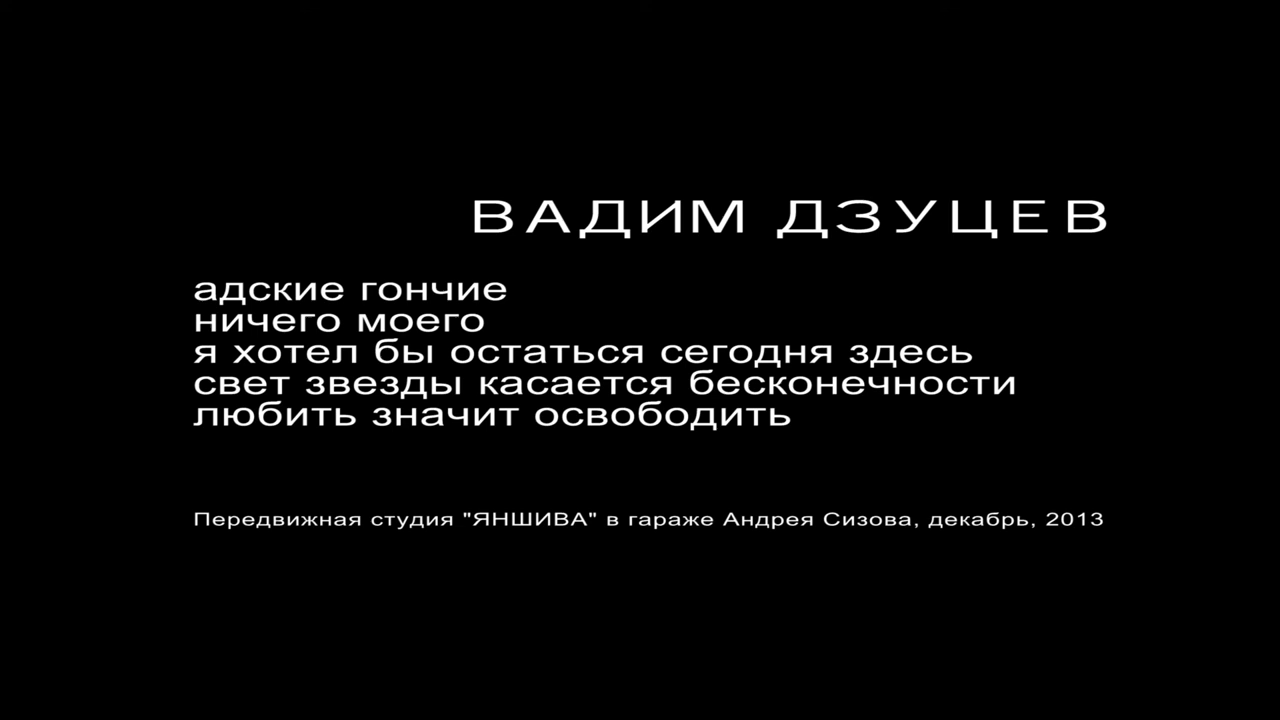 ВАДИМ ДЗУЦЕВ
адские гончие
ничего моего
я хотел бы остаться сегодня здесь
свет звезды касается бесконечности
любить значит освободить
Передвижная студия "ЯНШИВА" в гараже Андрея Сизова, декабрь, 2013